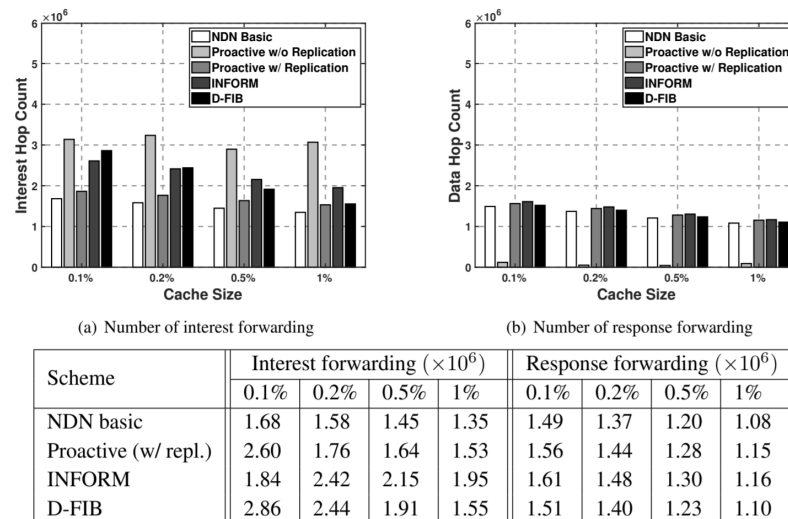 ×10⁶
6
5
4
3
2
1
0
Interest Hop Count
NDN Basic
Proactive w/o Replication
Proactive w/ Replication
INFORM
D-FIB
0.1% 0.2% 0.5% 1%
Cache Size
(a) Number of interest forwarding
×10⁶
6
5
4
3
2
1
0
Data Hop Count
NDN Basic
Proactive w/o Replication
Proactive w/ Replication
INFORM
D-FIB
0.1% 0.2% 0.5% 1%
Cache Size
(b) Number of response forwarding
Scheme Interest forwarding (×10⁶) Response forwarding (×10⁶)
0.1% 0.2% 0.5% 1% 0.1% 0.2% 0.5% 1%
NDN basic 1.68 1.58 1.45 1.35 1.49 1.37 1.20 1.08
Proactive (w/ repl.) 2.60 1.76 1.64 1.53 1.56 1.44 1.28 1.15
INFORM 1.84 2.42 2.15 1.95 1.61 1.48 1.30 1.16
D-FIB 2.86 2.44 1.91 1.55 1.51 1.40 1.23 1.10